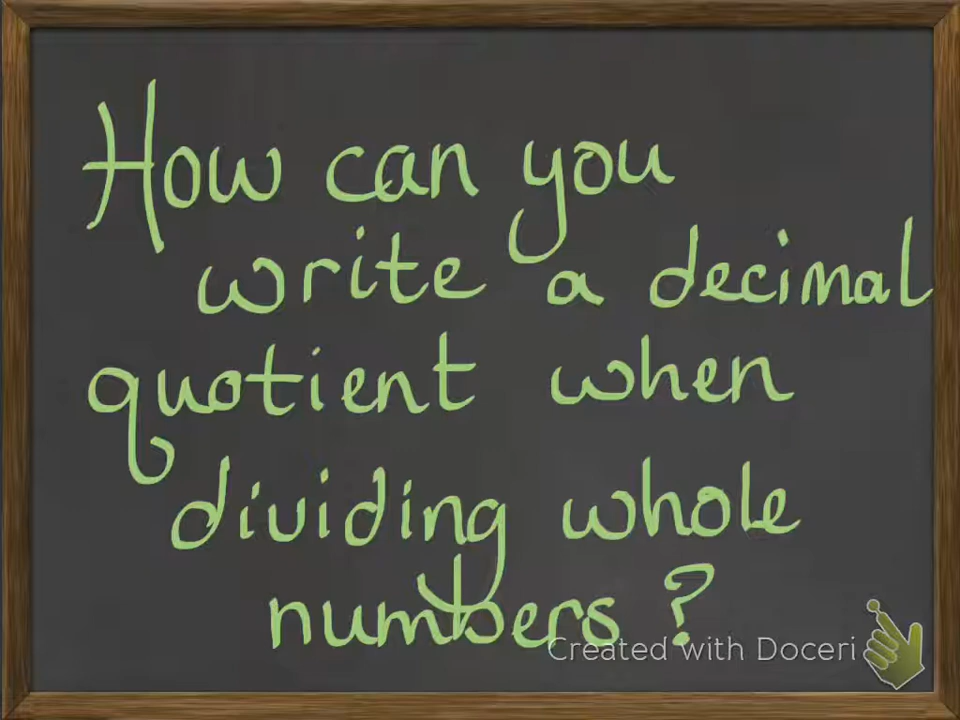 How can you
write a decimal
quotient when
dividing whole
numbers ?
Created with Doceri